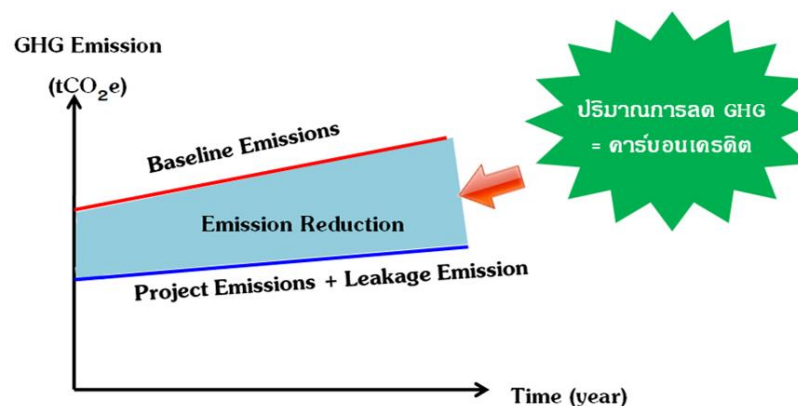 GHG Emission
(tCO2e)
Baseline Emissions
Emission Reduction
Project Emissions + Leakage Emission
Time (year)
ปริมาณการลด GHG
= คาร์บอนเครดิต